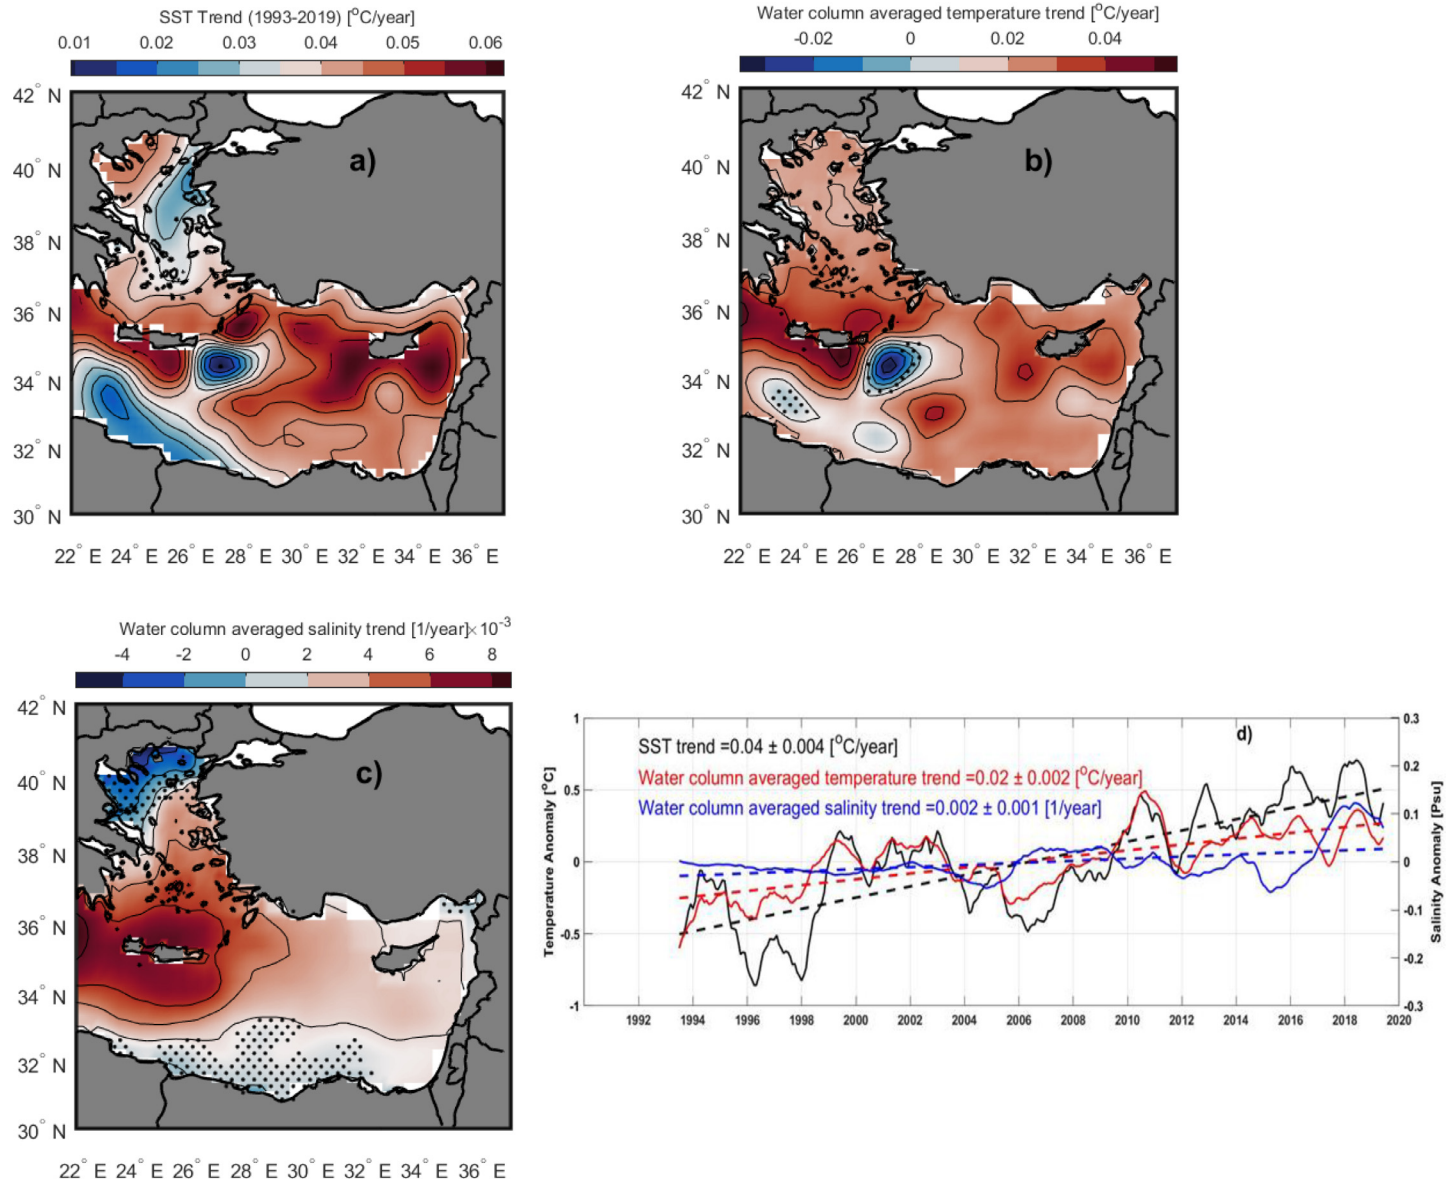 SST Trend (1993-2019) [°C/year]
0.01 0.02 0.03 0.04 0.05 0.06
42° N
40° N
38° N
36° N
34° N
32° N
30° N
22° E 24° E 26° E 28° E 30° E 32° E 34° E 36° E
a)
Water column averaged temperature trend [°C/year]
-0.02 0 0.02 0.04
42° N
40° N
38° N
36° N
34° N
32° N
30° N
22° E 24° E 26° E 28° E 30° E 32° E 34° E 36° E
b)
Water column averaged salinity trend [1/year]×10⁻³
-4 -2 0 2 4 6 8
42° N
40° N
38° N
36° N
34° N
32° N
30° N
22° E 24° E 26° E 28° E 30° E 32° E 34° E 36° E
c)
d)
SST trend =0.04 ± 0.004 [°C/year]
Water column averaged temperature trend =0.02 ± 0.002 [°C/year]
Water column averaged salinity trend =0.002 ± 0.001 [1/year]
Temperature Anomaly [°C]
1
0.5
0
-0.5
-1
Salinity Anomaly [Psu]
0.3
0.2
0.1
0
-0.1
-0.2
-0.3
1992 1994 1996 1998 2000 2002 2004 2006 2008 2010 2012 2014 2016 2018 2020